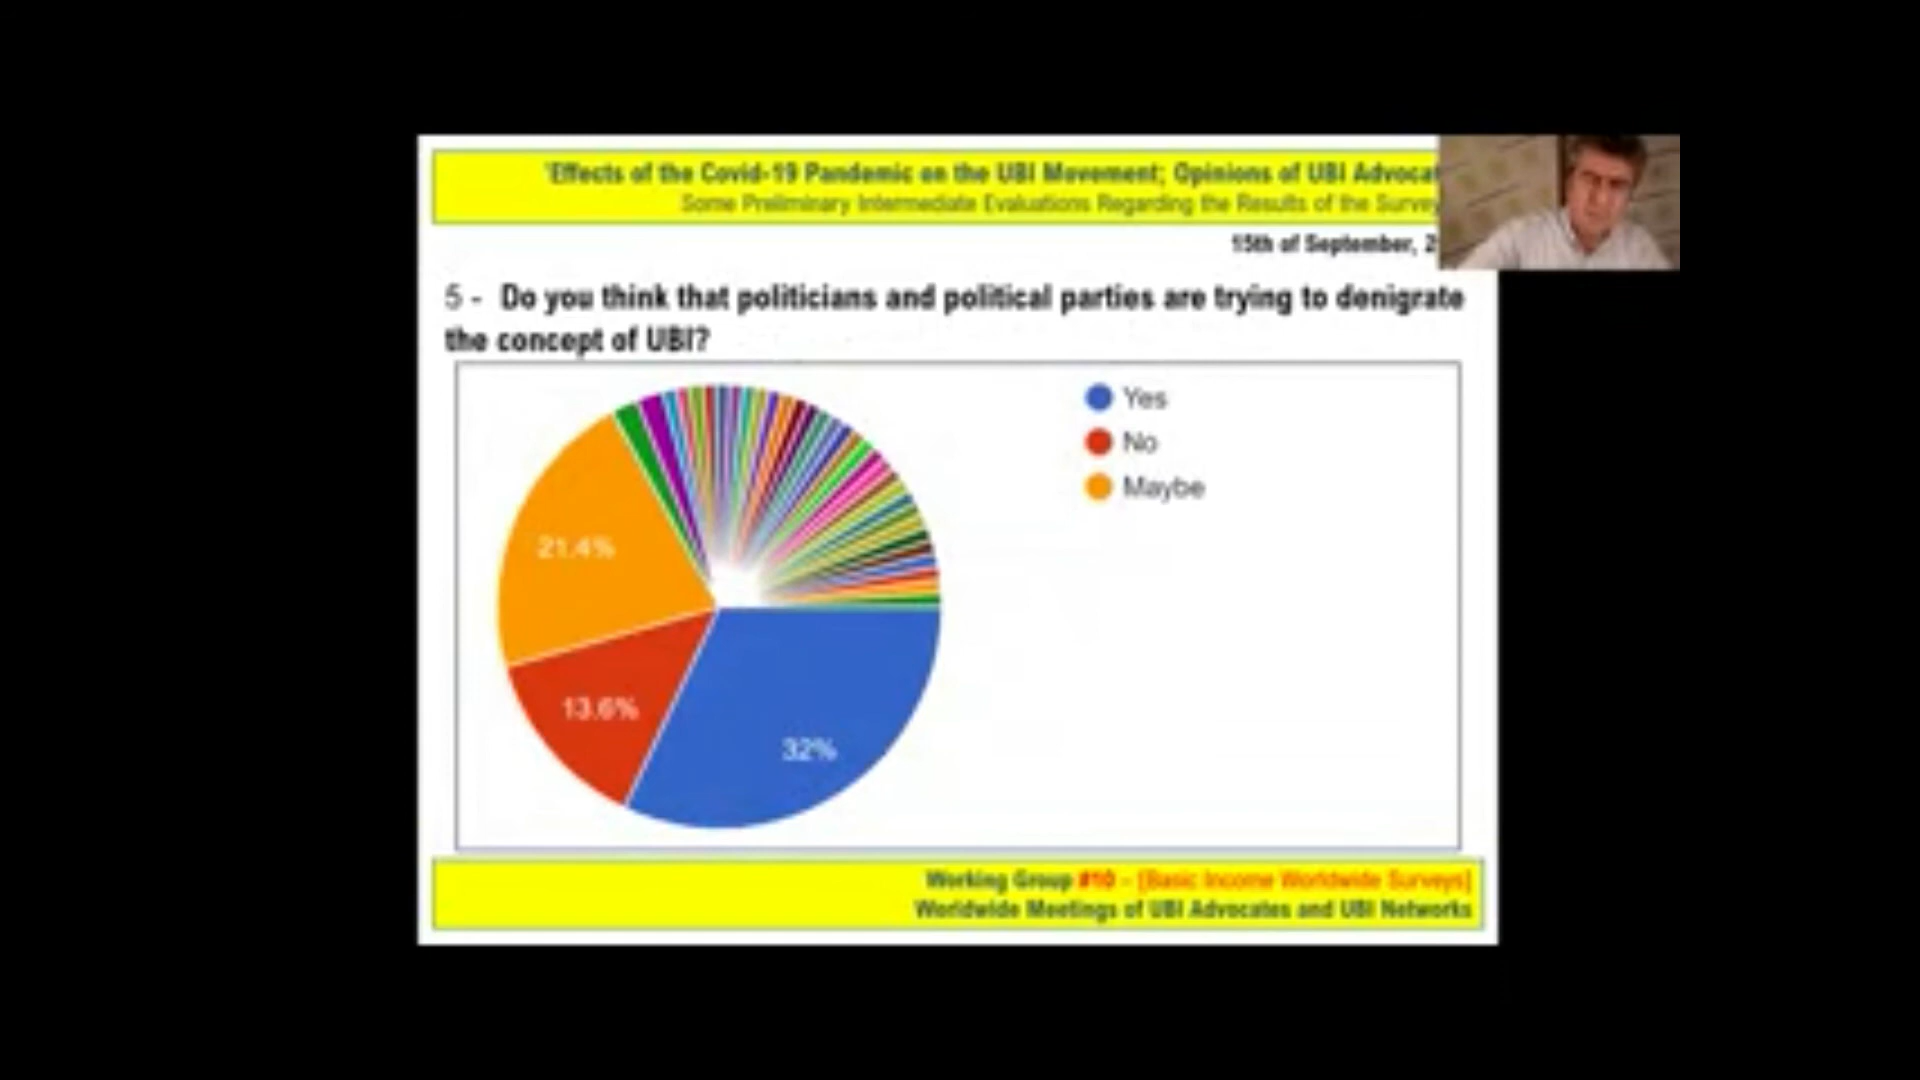 'Effects of the Covid-19 Pandemic on the UBI Movement; Opinions of UBI
Some Preliminary Intermediate Evaluations Regarding the Results of the
15th of September,
5 - Do you think that politicians and political parties are trying to denigrate
the concept of UBI?
Yes
No
Maybe
21.4%
13.6%
32%
Working Group #10 - [Basic Income Worldwide Surveys]
Worldwide Meetings of UBI Advocates and UBI Networks